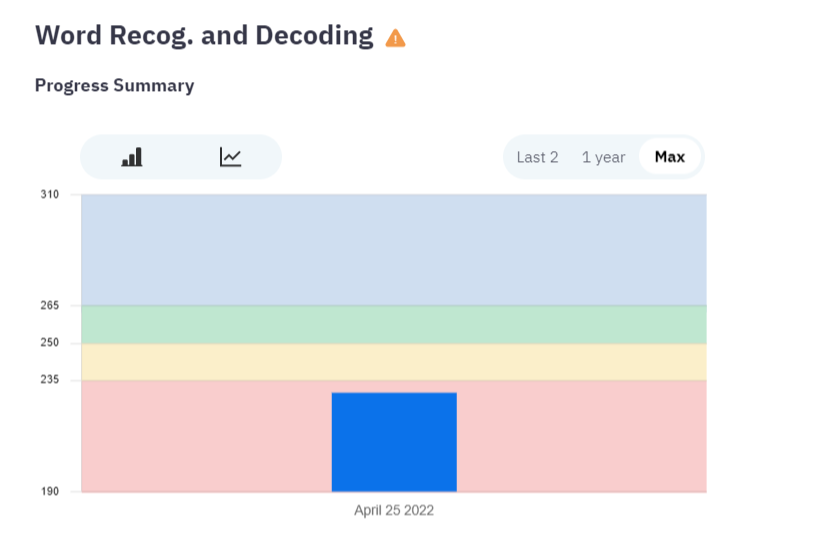 Word Recog. and Decoding
Progress Summary
Last 2 1 year Max
310
265
250
235
190
April 25 2022